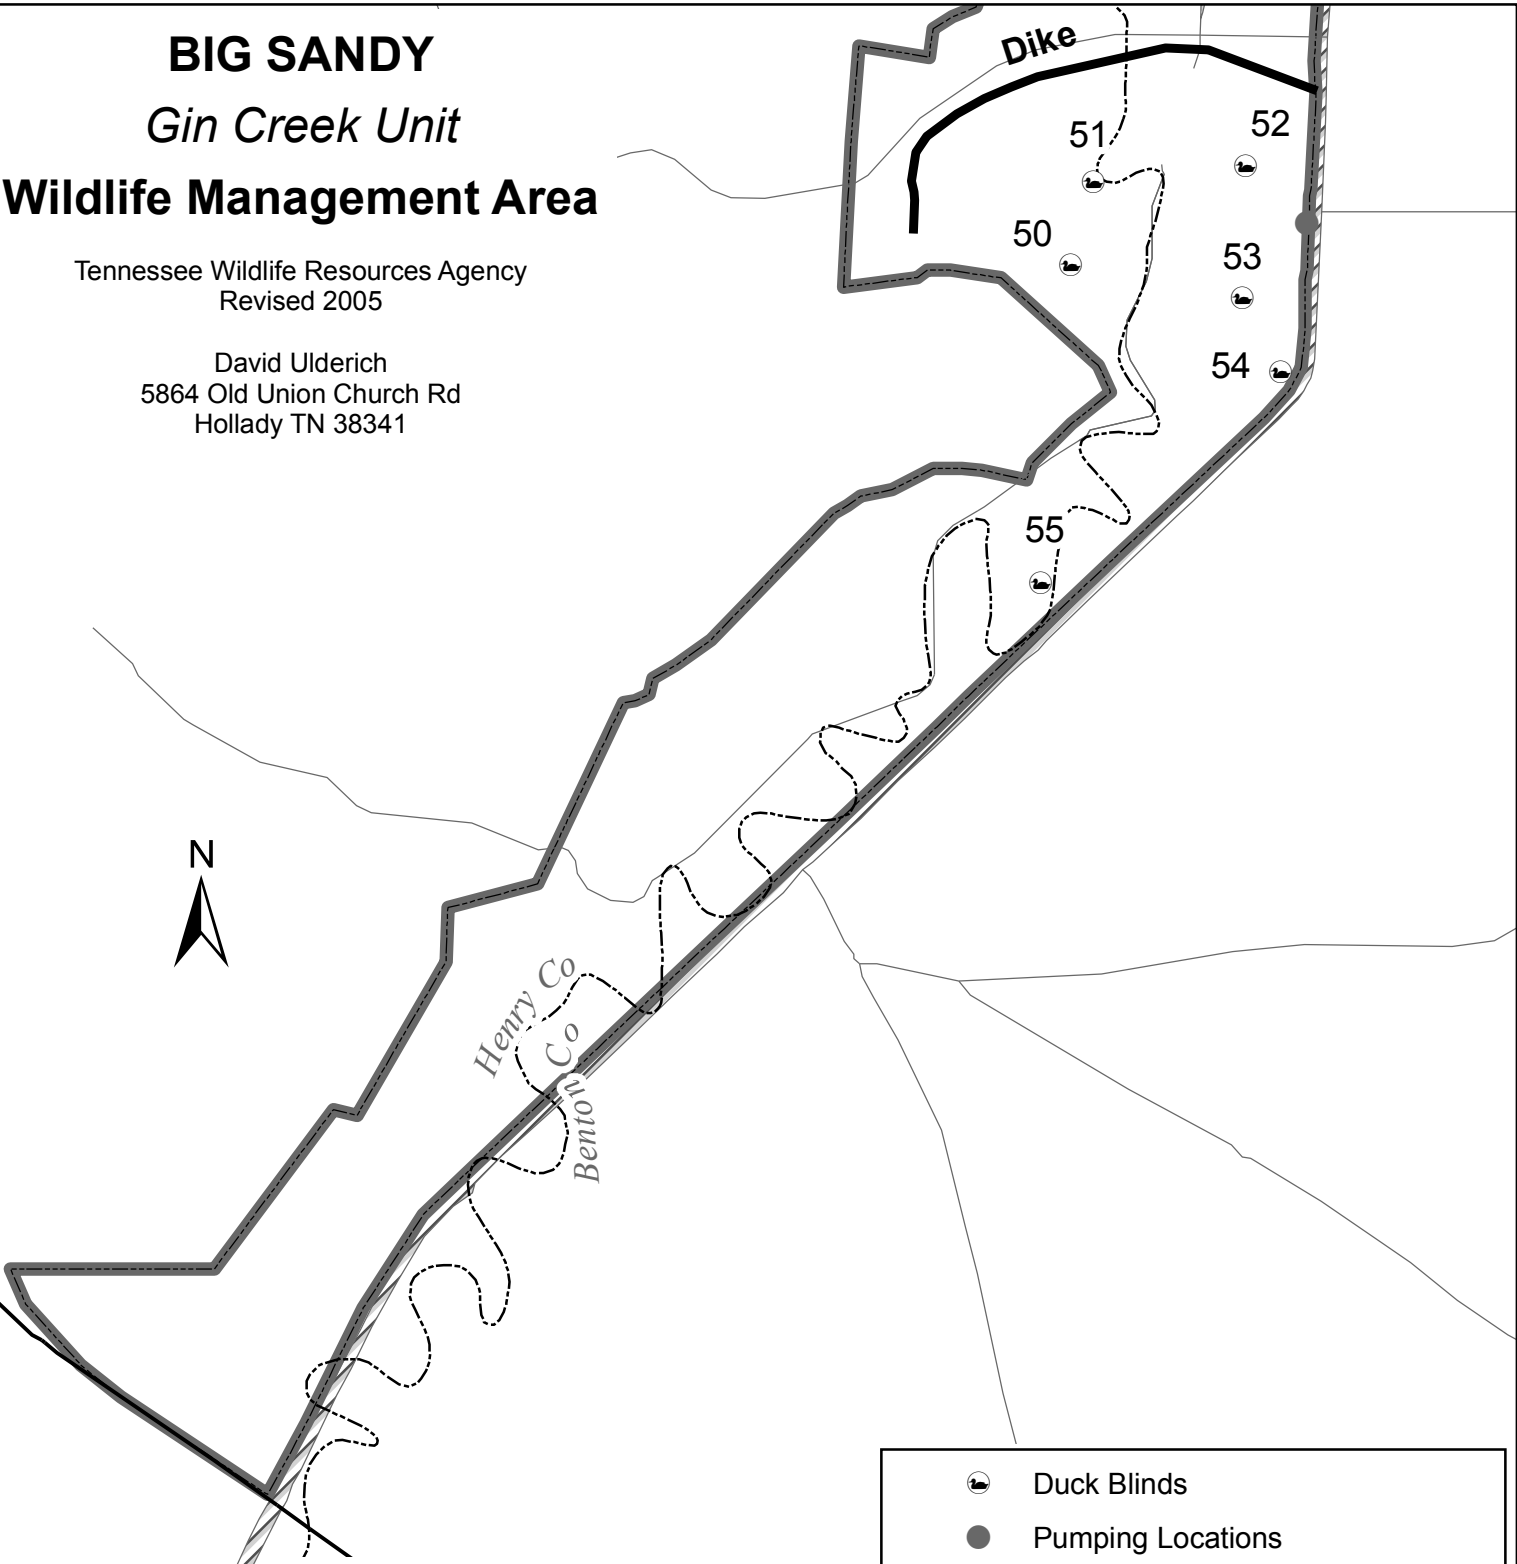 BIG SANDY
Gin Creek Unit
Wildlife Management Area
Tennessee Wildlife Resources Agency
Revised 2005
David Ulderich
5864 Old Union Church Rd
Hollady TN 38341
Dike
51
52
50
53
54
55
N
Henry Co
Benton Co
Duck Blinds
Pumping Locations